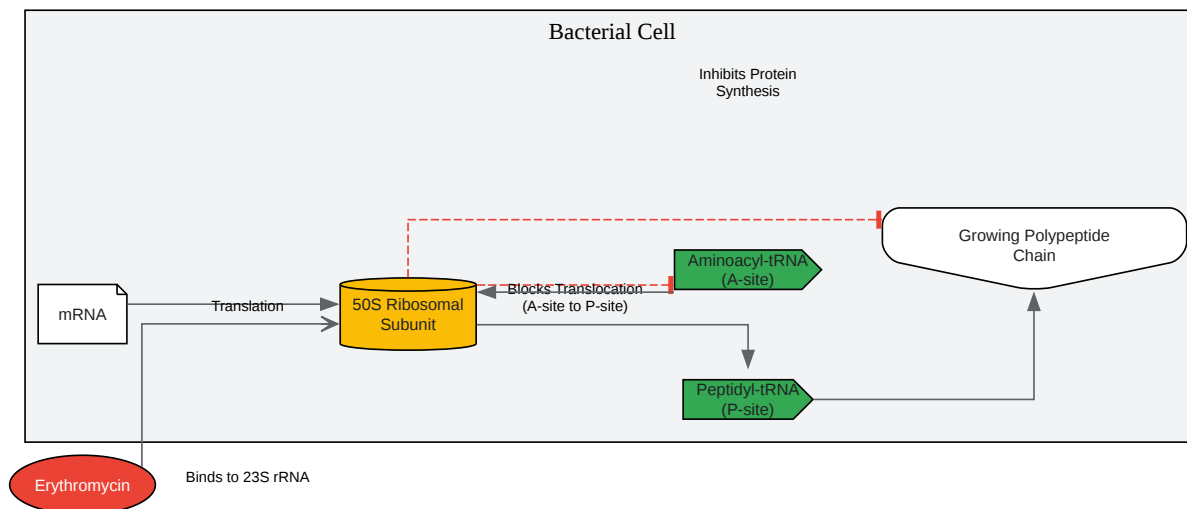 Bacterial Cell
Inhibits Protein
Synthesis
Growing Polypeptide
Chain
Aminoacyl-tRNA
(A-site)
Blocks Translocation
(A-site to P-site)
mRNA
Translation
50S Ribosomal
Subunit
Peptidyl-tRNA
(P-site)
Erythromycin
Binds to 23S rRNA